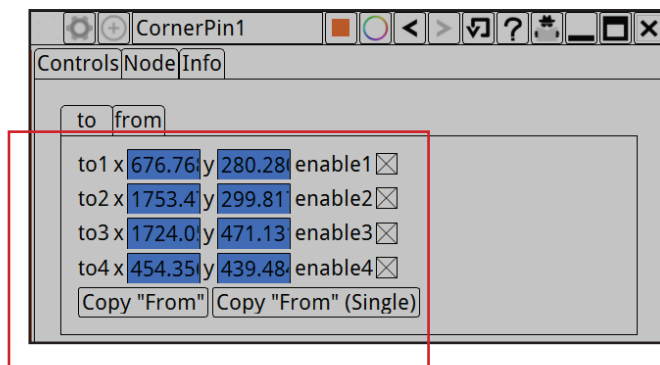 CornerPin1
Controls Node Info
to from
to1 x 676.76 y 280.28 enable1
to2 x 1753.4 y 299.81 enable2
to3 x 1724.0 y 471.13 enable3
to4 x 454.35 y 439.48 enable4
Copy "From" Copy "From" (Single)